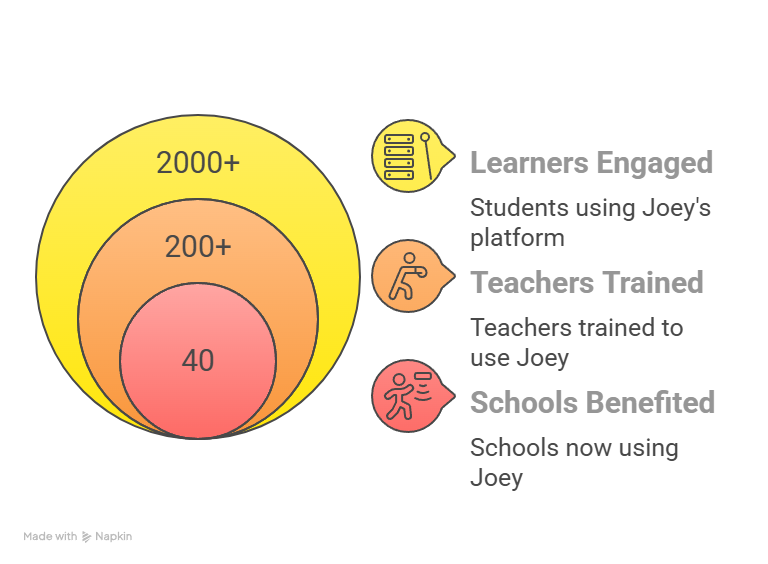 2000+
200+
40
Learners Engaged
Students using Joey's
platform
Teachers Trained
Teachers trained to
use Joey
Schools Benefited
Schools now using
Joey
Made with Napkin